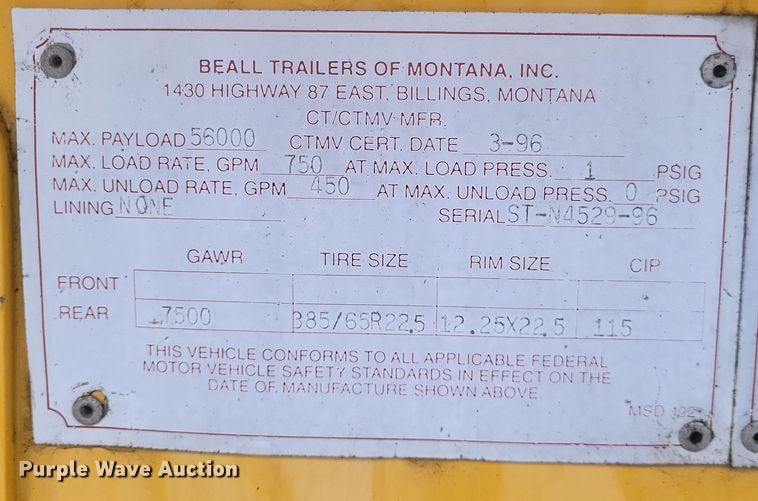 BEALL TRAILERS OF MONTANA, INC.
1430 HIGHWAY 87 EAST, BILLINGS, MONTANA
CT/CTMV MFR.
MAX. PAYLOAD 56000 CTMV CERT. DATE 3-96
MAX. LOAD RATE, GPM 750 AT MAX. LOAD PRESS. 1 PSIG
MAX. UNLOAD RATE, GPM 450 AT MAX. UNLOAD PRESS. 0 PSIG
LINING NONE SERIAL ST-N4529-96
GAWR TIRE SIZE RIM SIZE CIP
FRONT
REAR 17500 385/65R22.5 12.25X22.5 115
THIS VEHICLE CONFORMS TO ALL APPLICABLE FEDERAL
MOTOR VEHICLE SAFETY STANDARDS IN EFFECT ON THE
DATE OF MANUFACTURE SHOWN ABOVE
MSD
Purple Wave Auction